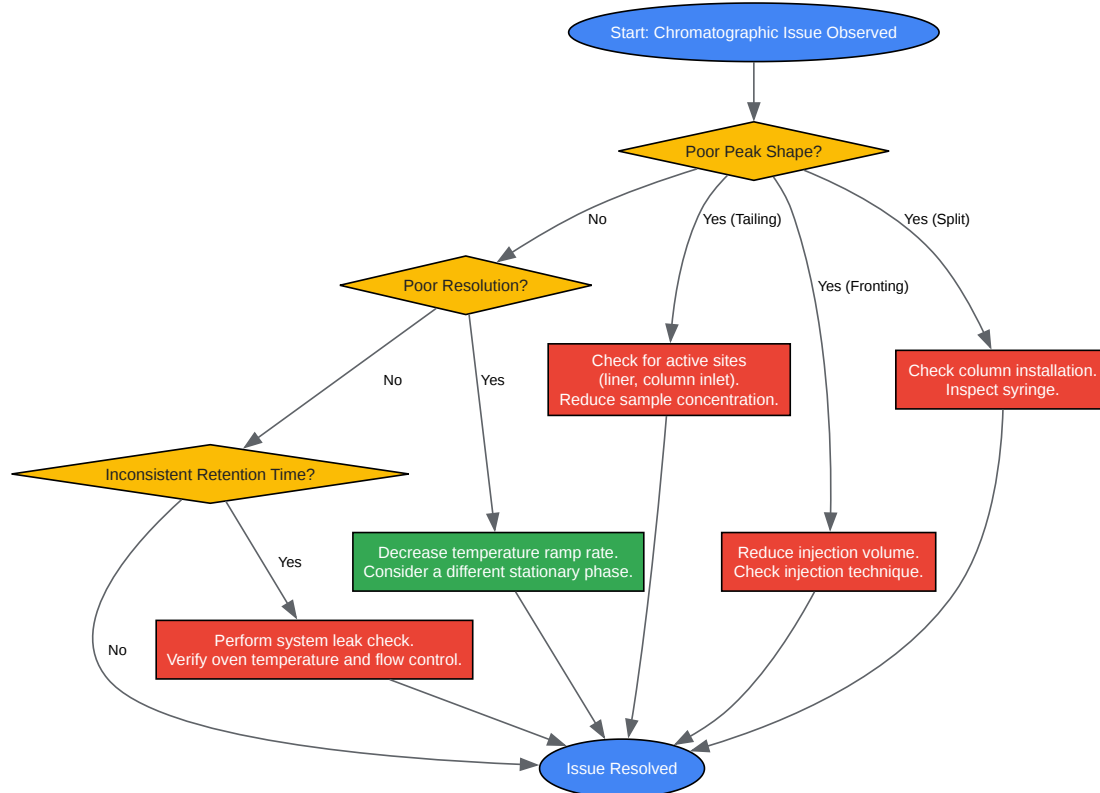 Start: Chromatographic Issue Observed
Poor Peak Shape?
No
Yes (Tailing)
Yes (Split)
Poor Resolution?
Yes (Fronting)
Check for active sites
(liner, column inlet).
Reduce sample concentration.
Check column installation.
Inspect syringe.
No
Yes
Inconsistent Retention Time?
Decrease temperature ramp rate.
Consider a different stationary phase.
Reduce injection volume.
Check injection technique.
Yes
No
Perform system leak check.
Verify oven temperature and flow control.
Issue Resolved